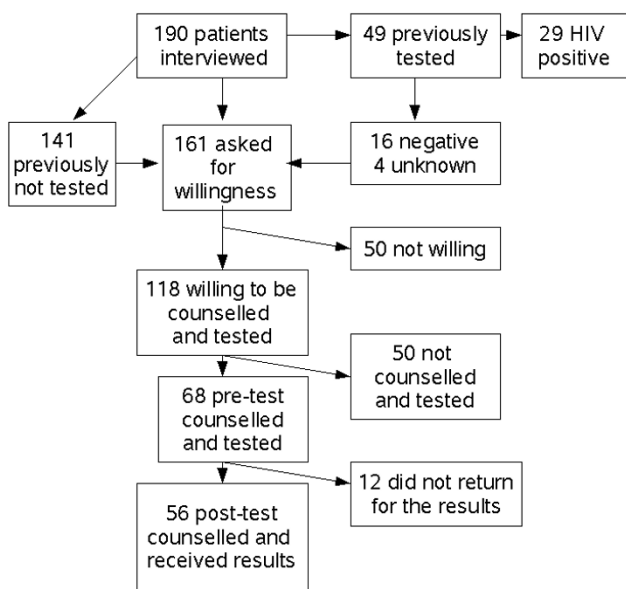 190 patients
interviewed
49 previously
tested
29 HIV
positive
141
previously
not tested
161 asked
for
willingness
16 negative
4 unknown
50 not willing
118 willing to be
counselled
and tested
50 not
counselled
and tested
68 pre-test
counselled
and tested
12 did not return
for the results
56 post-test
counselled and
received results